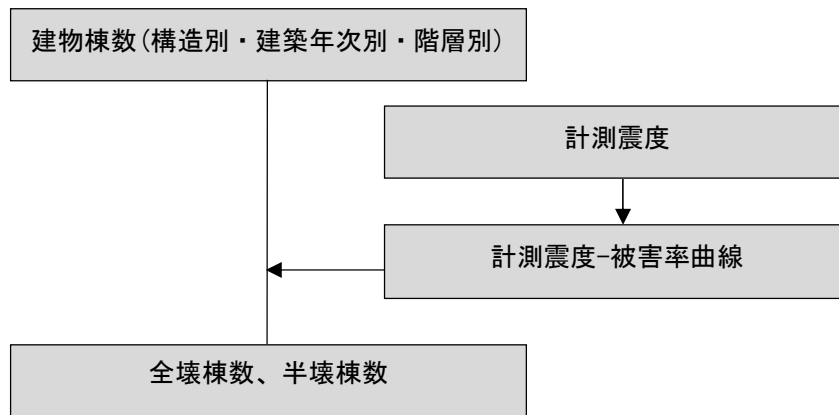 建物棟数(構造別・建築年次別・階層別)
計測震度
計測震度−被害率曲線
全壊棟数、半壊棟数